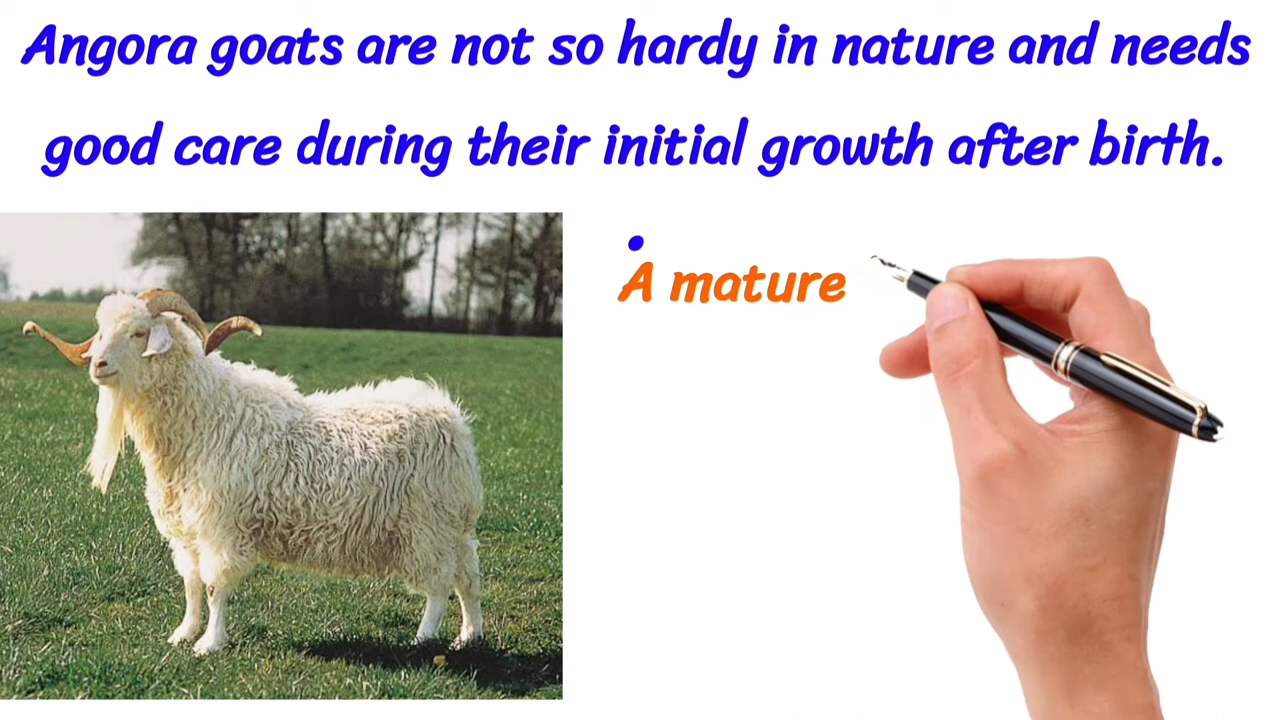 Angora goats are not so hardy in nature and needs
good care during their initial growth after birth.
A mature